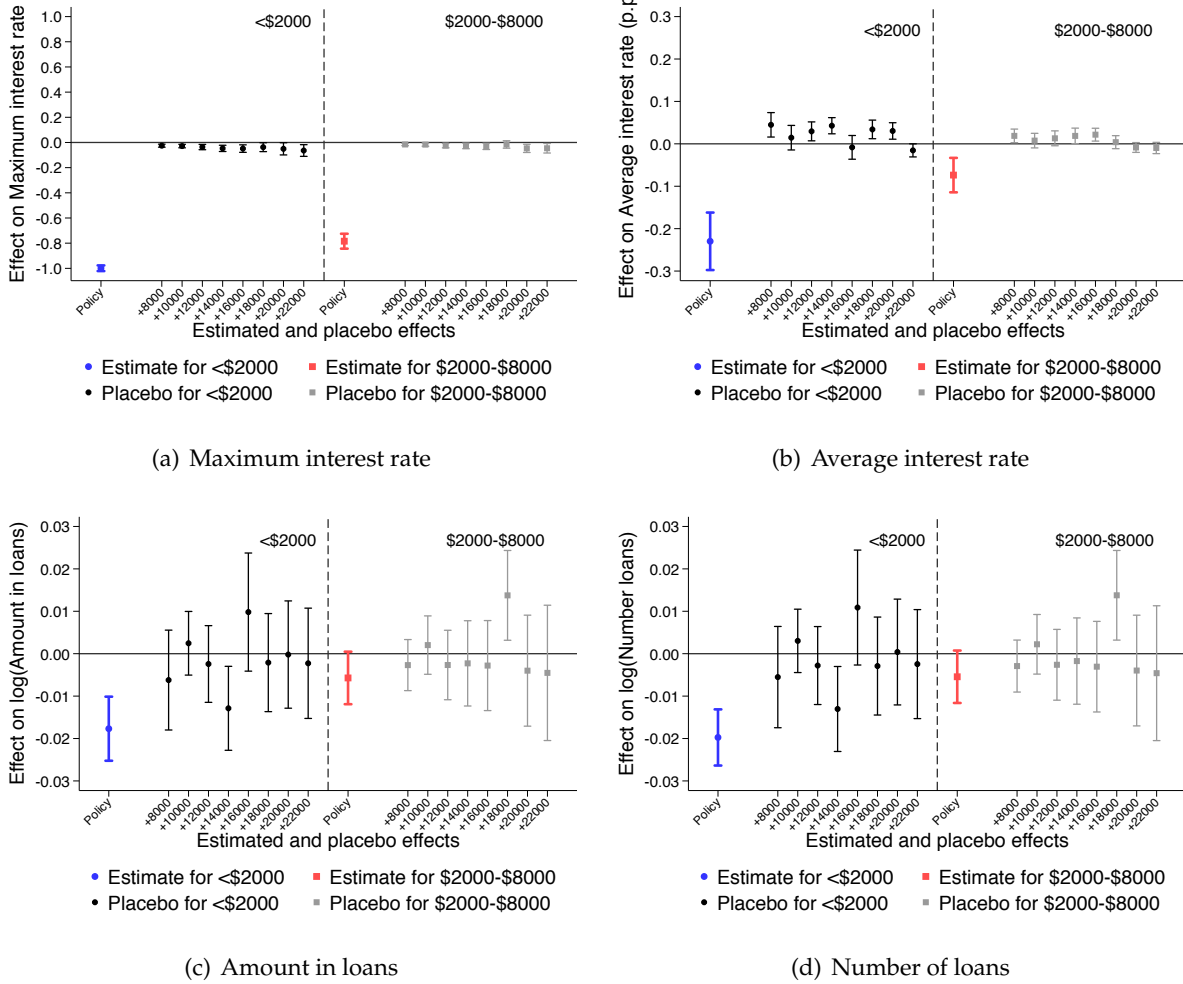 Effect on Maximum interest rate
1.0
0.8
0.6
0.4
0.2
0.0
-0.2
-0.4
-0.6
-0.8
-1.0
<$2000
$2000-$8000
Policy
+8000
+10000
+12000
+14000
+16000
+18000
+20000
+22000
Policy
+8000
+10000
+12000
+14000
+16000
+18000
+20000
+22000
Estimated and placebo effects
Estimate for <$2000
Estimate for $2000-$8000
Placebo for <$2000
Placebo for $2000-$8000
(a) Maximum interest rate
Effect on Average interest rate (p.p
0.3
0.2
0.1
0.0
-0.1
-0.2
-0.3
<$2000
$2000-$8000
Policy
+8000
+10000
+12000
+14000
+16000
+18000
+20000
+22000
Policy
+8000
+10000
+12000
+14000
+16000
+18000
+20000
+22000
Estimated and placebo effects
Estimate for <$2000
Estimate for $2000-$8000
Placebo for <$2000
Placebo for $2000-$8000
(b) Average interest rate
Effect on log(Amount in loans)
0.03
0.02
0.01
0.00
-0.01
-0.02
-0.03
<$2000
$2000-$8000
Policy
+8000
+10000
+12000
+14000
+16000
+18000
+20000
+22000
Policy
+8000
+10000
+12000
+14000
+16000
+18000
+20000
+22000
Estimated and placebo effects
Estimate for <$2000
Estimate for $2000-$8000
Placebo for <$2000
Placebo for $2000-$8000
(c) Amount in loans
Effect on log(Number loans)
0.03
0.02
0.01
0.00
-0.01
-0.02
-0.03
<$2000
$2000-$8000
Policy
+8000
+10000
+12000
+14000
+16000
+18000
+20000
+22000
Policy
+8000
+10000
+12000
+14000
+16000
+18000
+20000
+22000
Estimated and placebo effects
Estimate for <$2000
Estimate for $2000-$8000
Placebo for <$2000
Placebo for $2000-$8000
(d) Number of loans